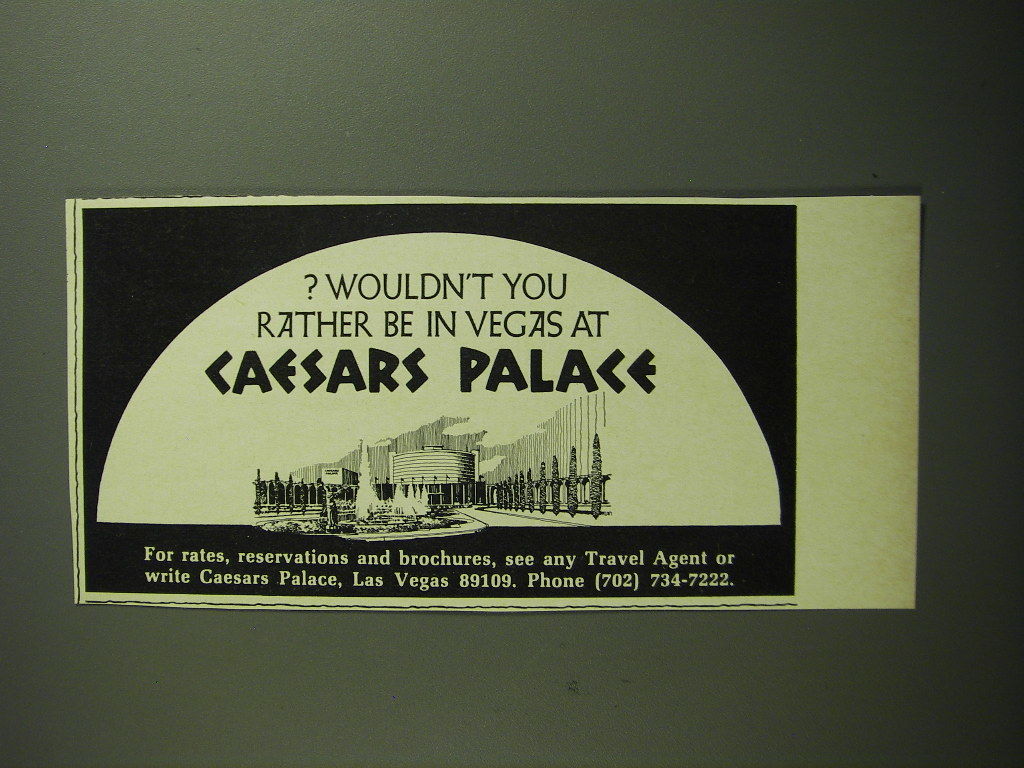 ? WOULDN'T YOU
RATHER BE IN VEGAS AT
CAESARS PALACE
For rates, reservations and brochures, see any Travel Agent or
write Caesars Palace, Las Vegas 89109. Phone (702) 734-7222.